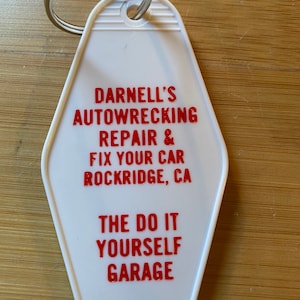 DARNELL'S
AUTOWRECKING
REPAIR &
FIX YOUR CAR
ROCKRIDGE, CA
THE DO IT
YOURSELF
GARAGE